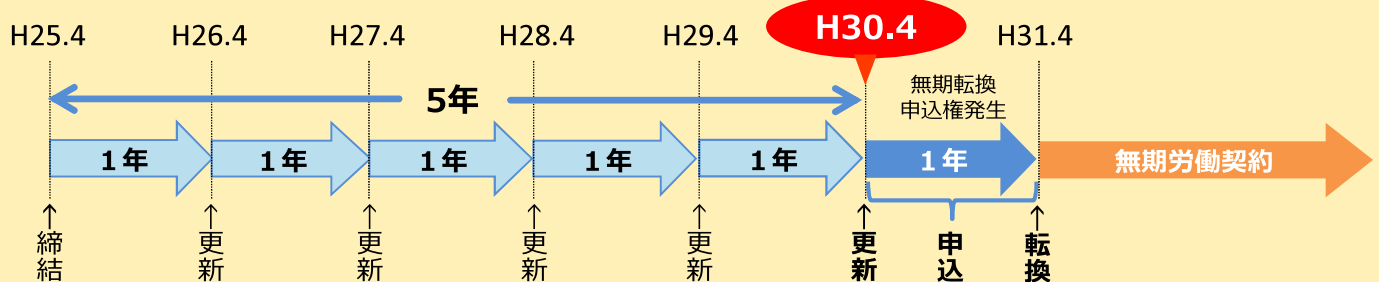 H25.4
H26.4
H27.4
H28.4
H29.4
H30.4
H31.4
5年
無期転換
申込権発生
1年
1年
1年
1年
1年
1年
無期労働契約
↑締結
↑更新
↑更新
↑更新
↑更新
↑更新
申込
↑転換